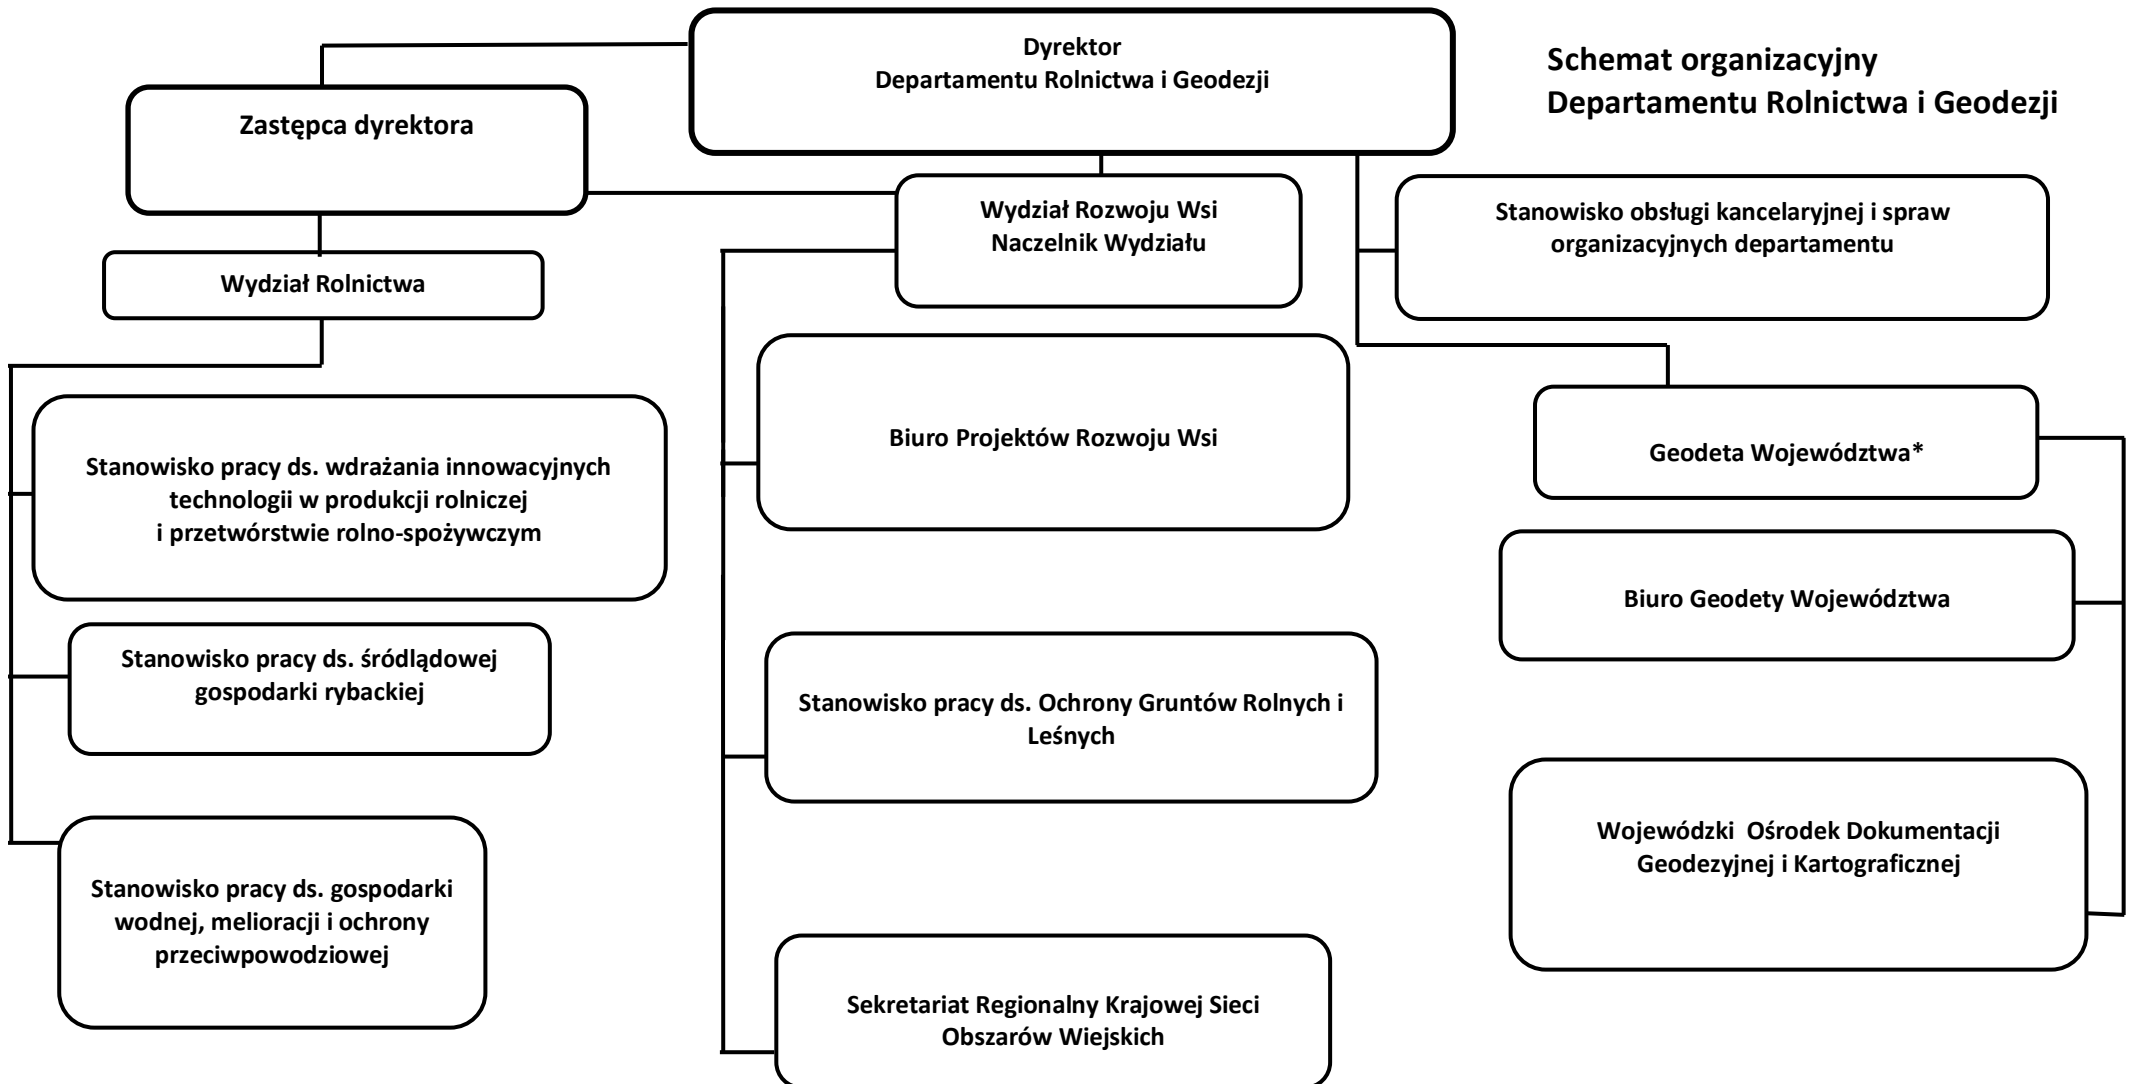 Dyrektor
Departamentu Rolnictwa i Geodezji
Schemat organizacyjny
Departamentu Rolnictwa i Geodezji
Zastępca dyrektora
Wydział Rozwoju Wsi
Naczelnik Wydziału
Stanowisko obsługi kancelaryjnej i spraw
organizacyjnych departamentu
Wydział Rolnictwa
Biuro Projektów Rozwoju Wsi
Geodeta Województwa*
Stanowisko pracy ds. wdrażania innowacyjnych
technologii w produkcji rolniczej
i przetwórstwie rolno-spożywczym
Biuro Geodety Województwa
Stanowisko pracy ds. śródlądowej
gospodarki rybackiej
Stanowisko pracy ds. Ochrony Gruntów Rolnych i
Leśnych
Wojewódzki Ośrodek Dokumentacji
Geodezyjnej i Kartograficznej
Stanowisko pracy ds. gospodarki
wodnej, melioracji i ochrony
przeciwpowodziowej
Sekretariat Regionalny Krajowej Sieci
Obszarów Wiejskich